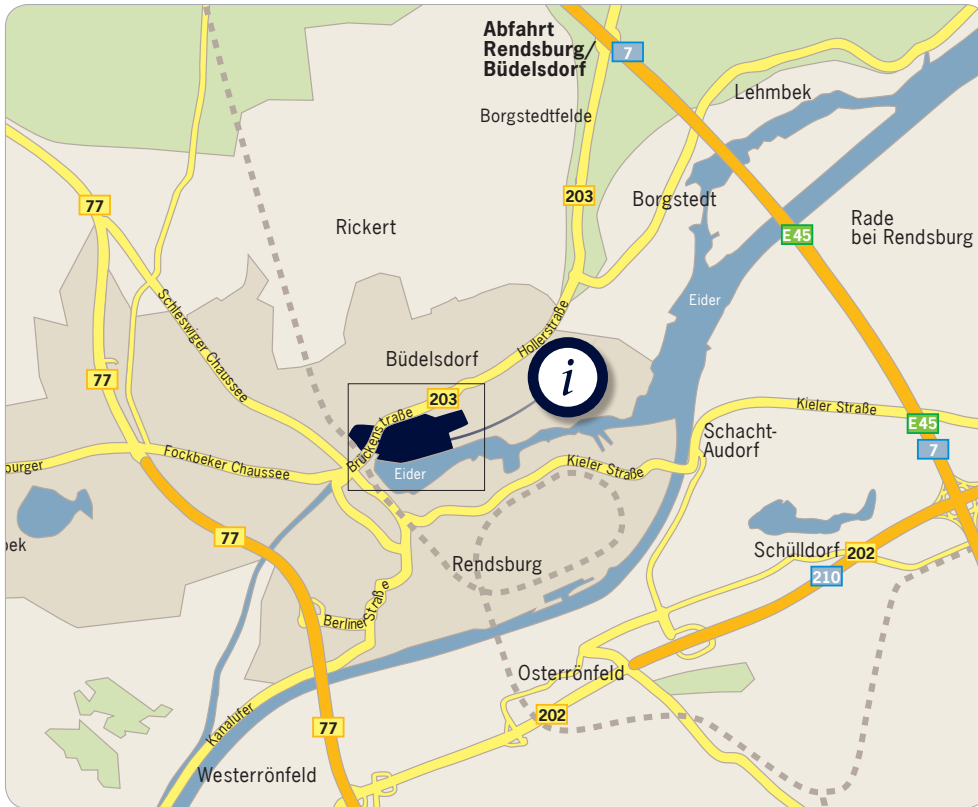 Abfahrt
Rendsburg/
Büdelsdorf
7
Lehmbek
Borgstedtfelde
203
Borgstedt
77
Rickert
Rade
bei Rendsburg
E45
Eider
Schleswiger Chaussee
Hollerstraße
Büdelsdorf
i
77
203
Kieler Straße
Brückenstraße
E45
Schacht-
Audorf
7
Fockbeker Chaussee
burger
Eider
Kieler Straße
77
bek
Schülldorf
202
Rendsburg
210
Berliner Straße
Osterrönfeld
202
Kanalufer
77
Westerrönfeld